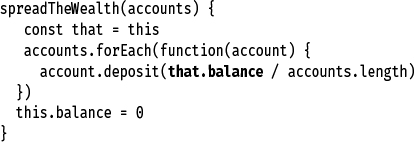 spreadTheWealth(accounts) {
   const that = this
   accounts.forEach(function(account) {
     account.deposit(that.balance / accounts.length)
  })
  this.balance = 0
}